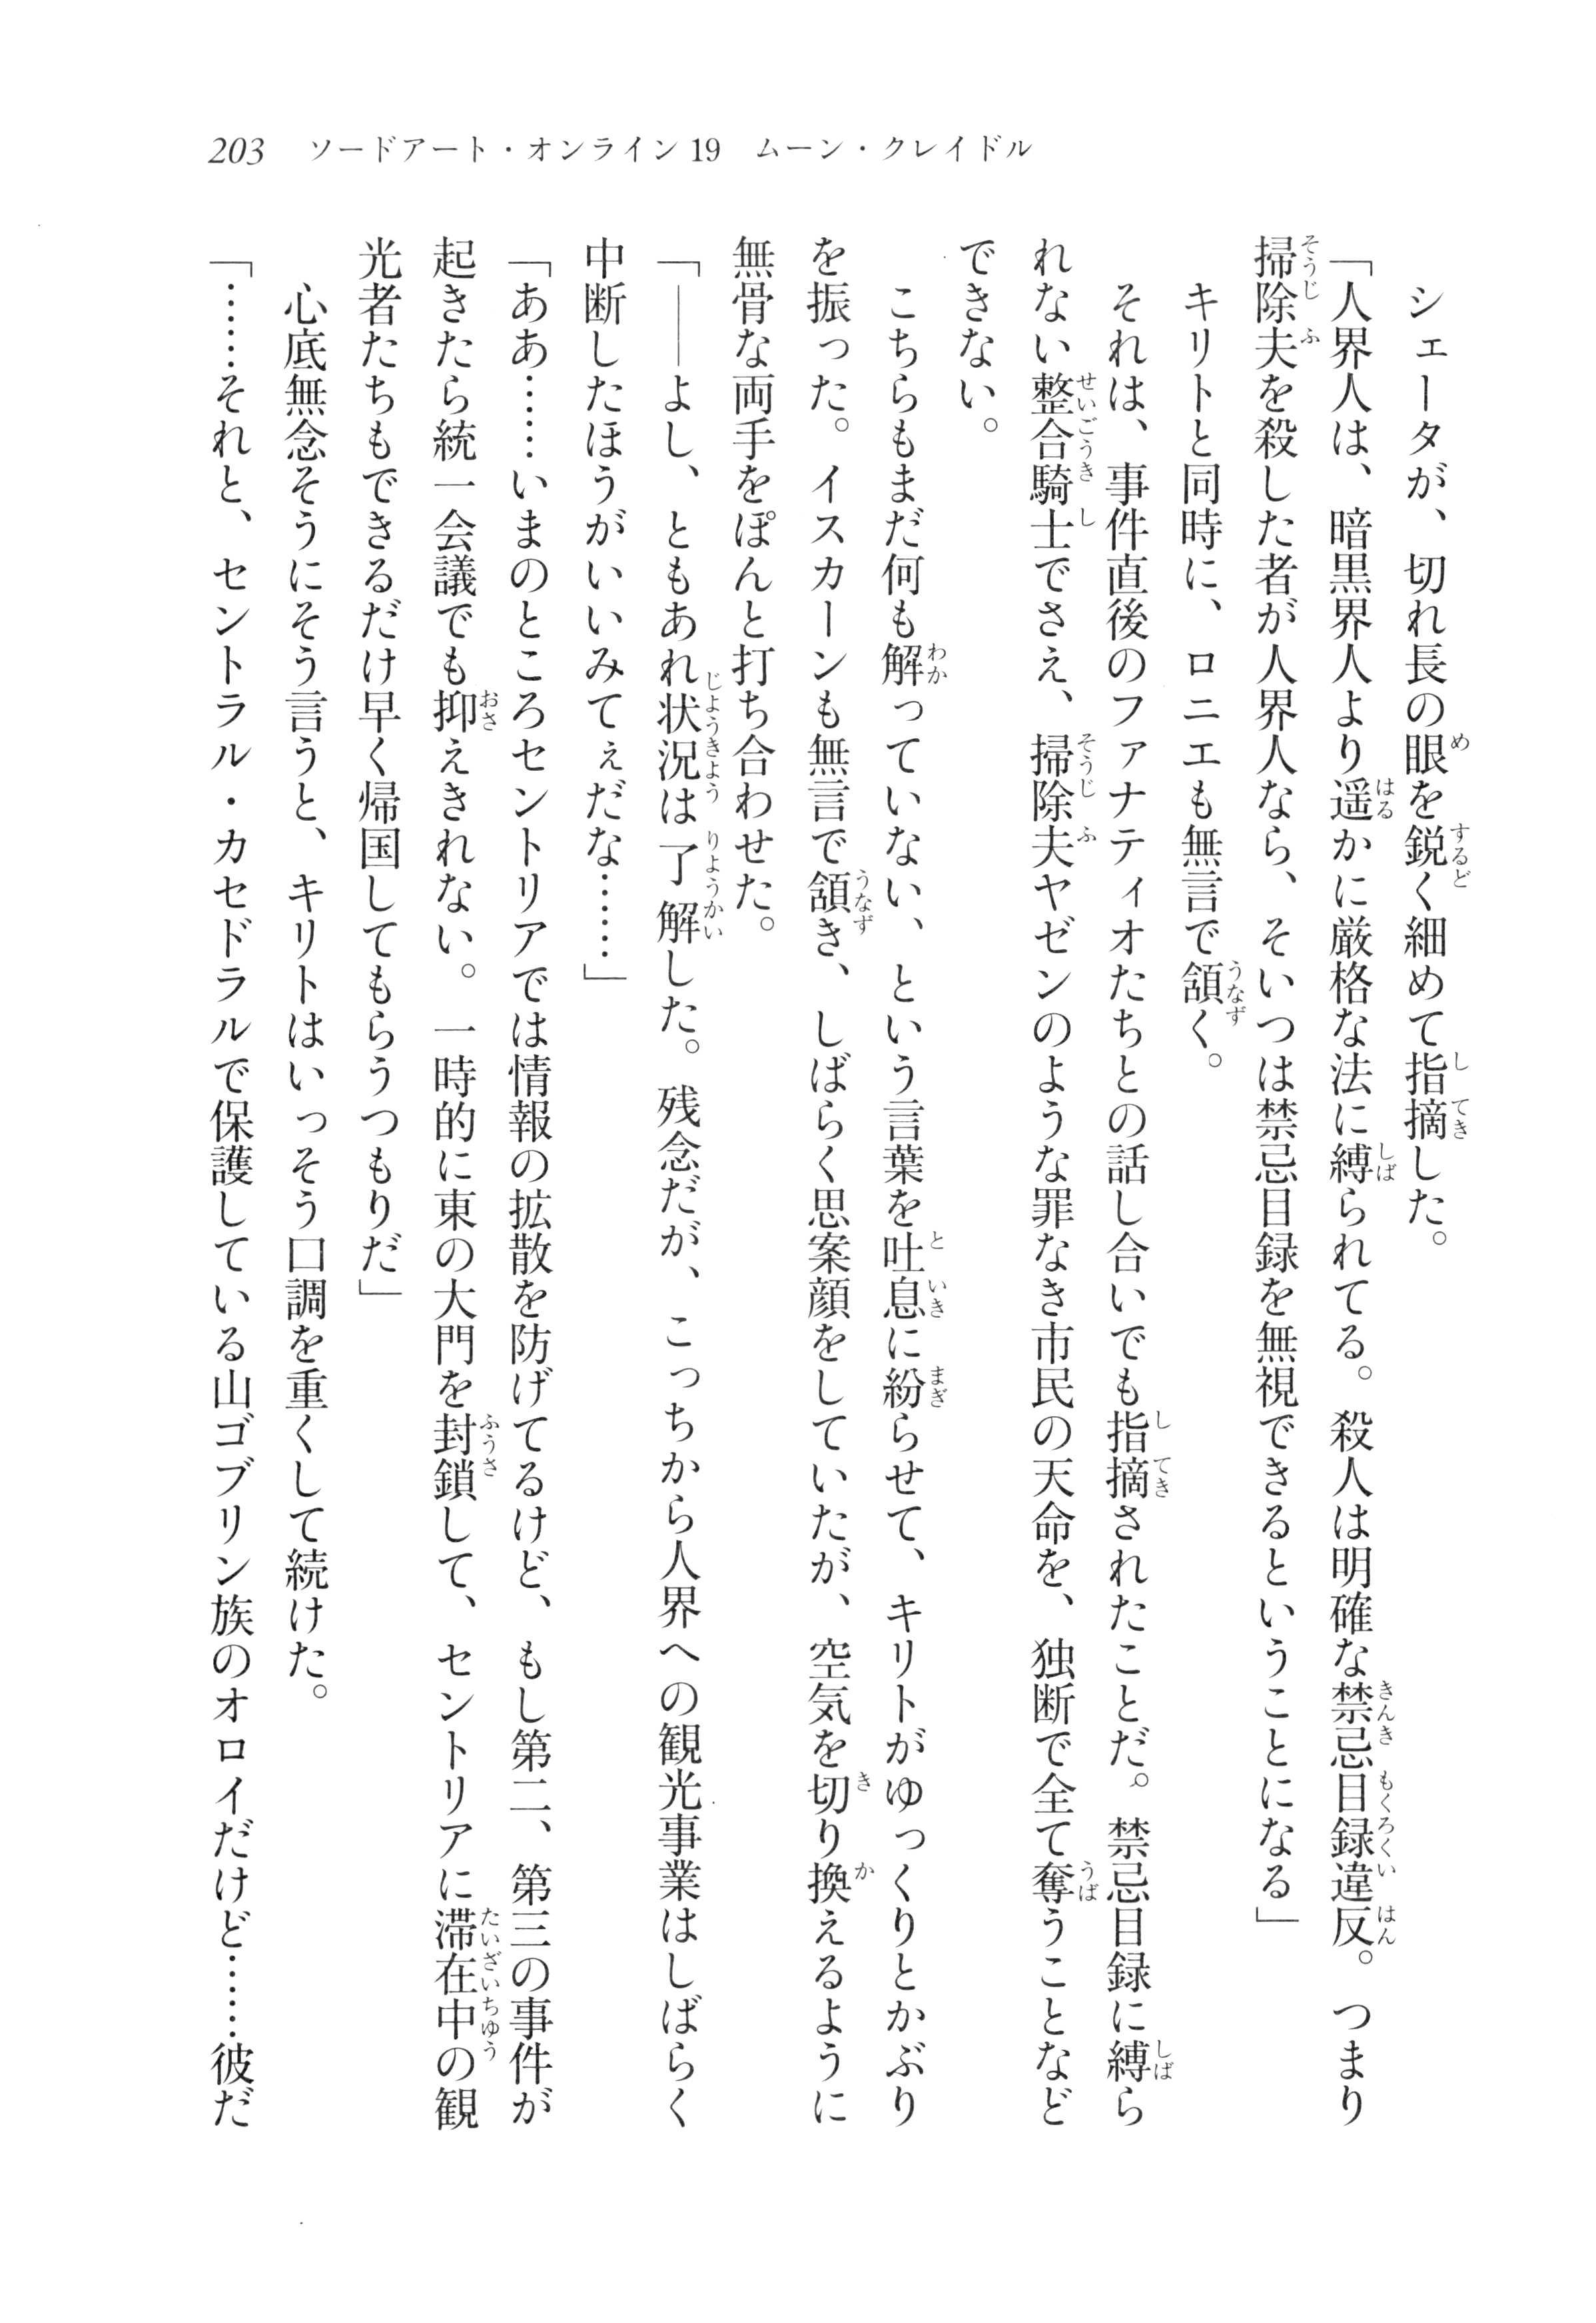 203　ソードアート・オンライン19　ムーン・クレイドル
　シェータが、切れ長の眼を鋭く細めて指摘した。
「人界人は、暗黒界人より遥かに厳格な法に縛られてる。殺人は明確な禁忌目録違反。つまり
掃除夫を殺した者が人界人なら、そいつは禁忌目録を無視できるということになる」
　キリトと同時に、ロニエも無言で頷く。
　それは、事件直後のファナティオたちとの話し合いでも指摘されたことだ。禁忌目録に縛ら
れない整合騎士でさえ、掃除夫ヤゼンのような罪なき市民の天命を、独断で全て奪うことなど
できない。
　こちらもまだ何も解っていない、という言葉を吐息に紛らせて、キリトがゆっくりとかぶり
を振った。イスカーンも無言で頷き、しばらく思案顔をしていたが、空気を切り換えるように
無骨な両手をぽんと打ち合わせた。
「――よし、ともあれ状況は了解した。残念だが、こっちから人界への観光事業はしばらく
中断したほうがいいみてぇだな……」
「ああ……いまのところセントリアでは情報の拡散を防げてるけど、もし第二、第三の事件が
起きたら統一会議でも抑えきれない。一時的に東の大門を封鎖して、セントリアに滞在中の観
光者たちもできるだけ早く帰国してもらうつもりだ」
　心底無念そうにそう言うと、キリトはいっそう口調を重くして続けた。
「……それと、セントラル・カセドラルで保護している山ゴブリン族のオロイだけど……彼だ